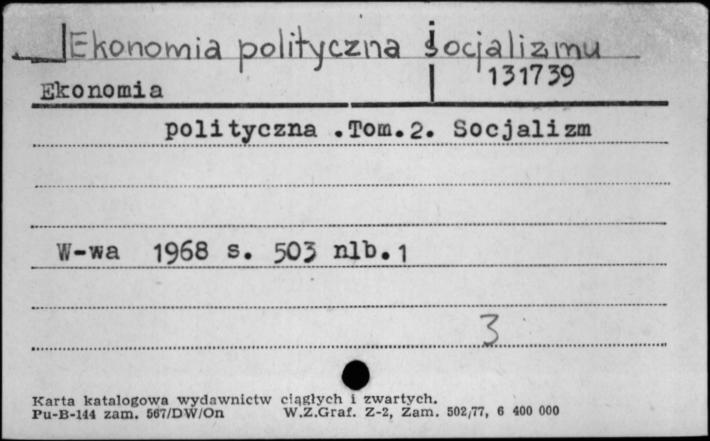 Ekonomia polityczna socjalizmu
131739
Ekonomia
polityczna .Tom.2. Socjalizm
W-wa 1968 s. 503 nlb.1
3
Karta katalogowa wydawnictw ciągłych i zwartych.
Pu-B-144 zam. 567/DW/On W.Z.Graf. Z-2, Zam. 502/77, 6 400 000